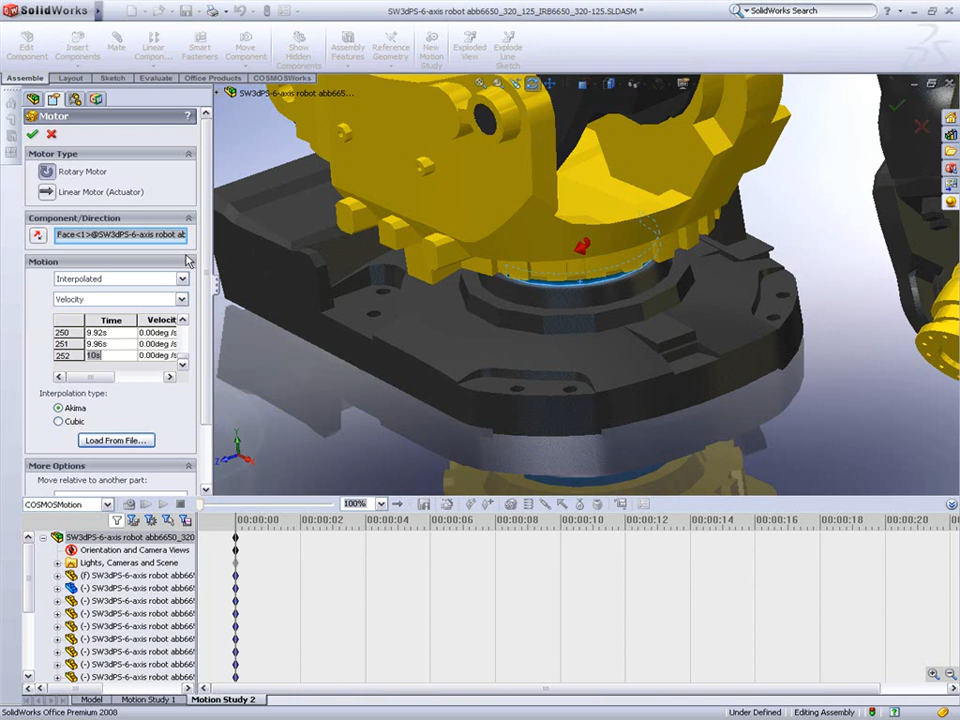 SolidWorks
SW3dPS-6-axis robot abb6650_320_125_IRB6650_320-125.SLDASM *
SolidWorks Search
Edit Component
Insert Components
Mate
Linear Compon...
Smart Fasteners
Move Component
Show Hidden Components
Assembly Features
Reference Geometry
New Motion Study
Exploded View
Explode Line Sketch
Assemble
Layout
Sketch
Evaluate
Office Products
COSMOSWorks
SW3dPS-6-axis robot abb665...
Motor
?
Motor Type
Rotary Motor
Linear Motor (Actuator)
Component/Direction
Face<1>@SW3dPS-6-axis robot ab
Motion
Interpolated
Velocity
Time Velocit
250 9.92s 0.00deg /s
251 9.96s 0.00deg /s
252 10s 0.00deg /s
Interpolation type:
Akima
Cubic
Load From File...
More Options
Move relative to another part:
COSMOSMotion
100%
00:00:00 00:00:02 00:00:04 00:00:06 00:00:08 00:00:10 00:00:12 00:00:14 00:00:16 00:00:18 00:00:20
SW3dPS-6-axis robot abb6650_320
Orientation and Camera Views
Lights, Cameras and Scene
(f) SW3dPS-6-axis robot abb66
(-) SW3dPS-6-axis robot abb66
(-) SW3dPS-6-axis robot abb66
(-) SW3dPS-6-axis robot abb66
(-) SW3dPS-6-axis robot abb66
(-) SW3dPS-6-axis robot abb66
(-) SW3dPS-6-axis robot abb66
(-) SW3dPS-6-axis robot abb66
(-) SW3dPS-6-axis robot abb66
Model
Motion Study 1
Motion Study 2
SolidWorks Office Premium 2008
Under Defined
Editing Assembly